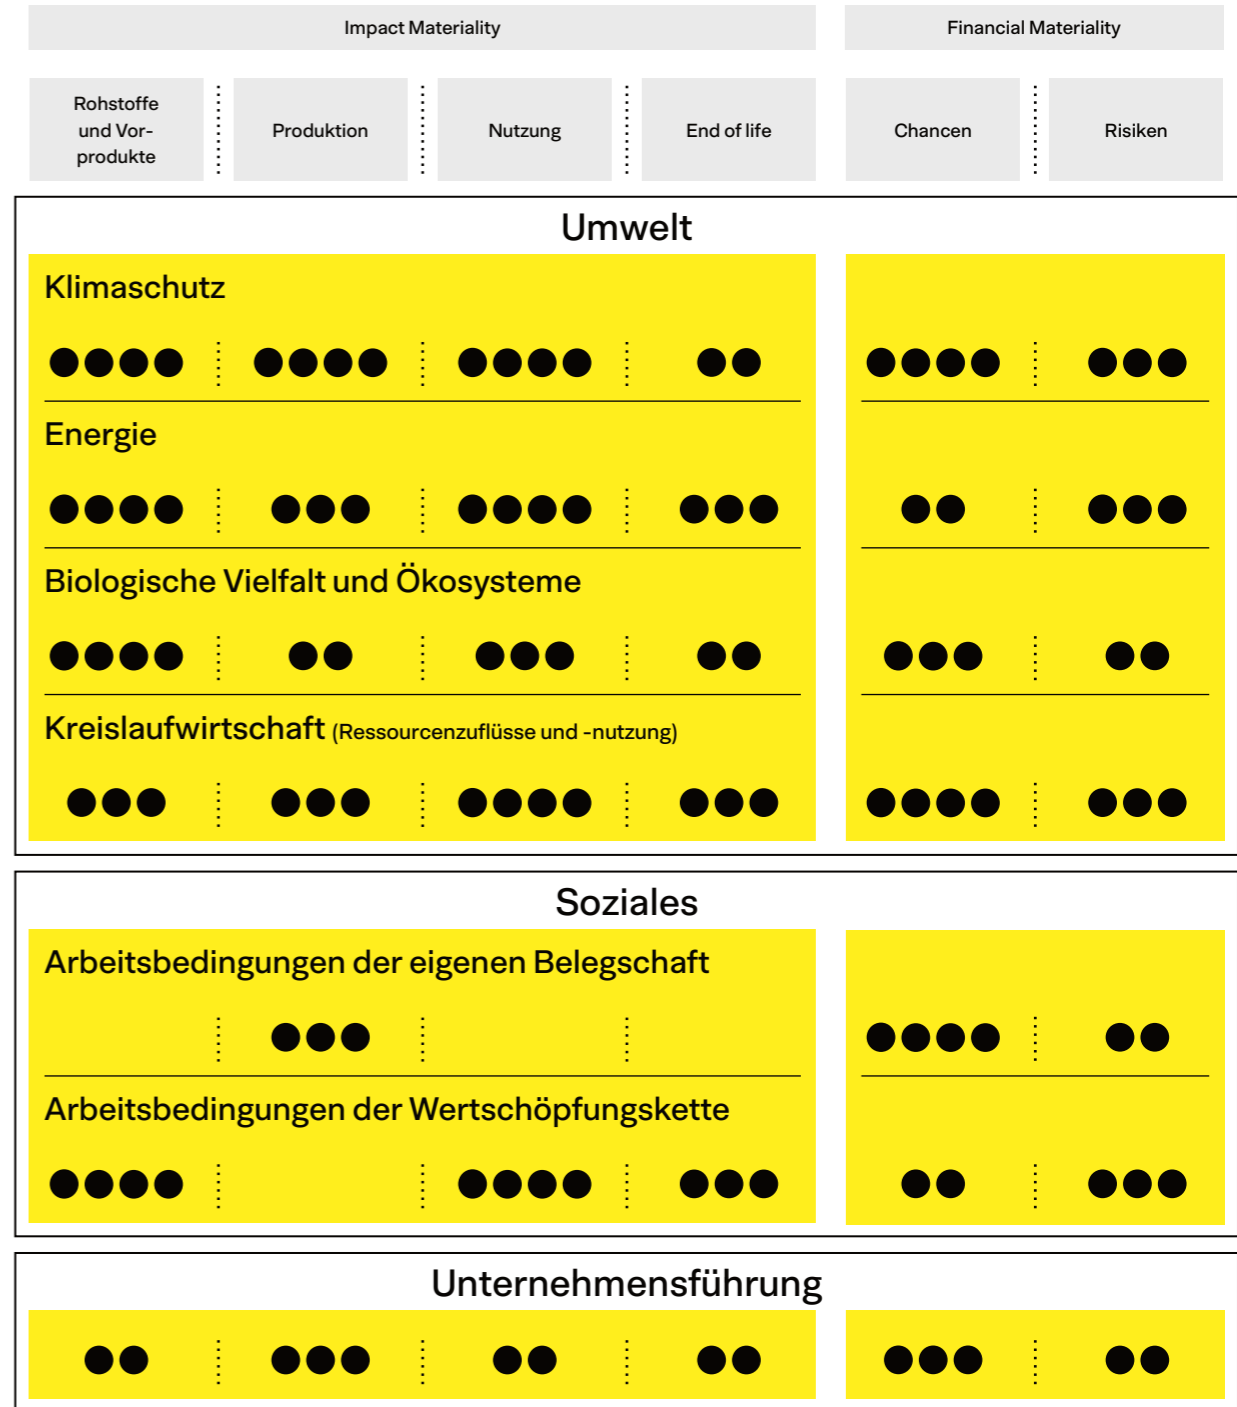 Impact Materiality
Financial Materiality
Rohstoffe
und Vor-
produkte
Produktion
Nutzung
End of life
Chancen
Risiken
Umwelt
Klimaschutz
Energie
Biologische Vielfalt und Ökosysteme
Kreislaufwirtschaft (Ressourcenzuflüsse und -nutzung)
Soziales
Arbeitsbedingungen der eigenen Belegschaft
Arbeitsbedingungen der Wertschöpfungskette
Unternehmensführung